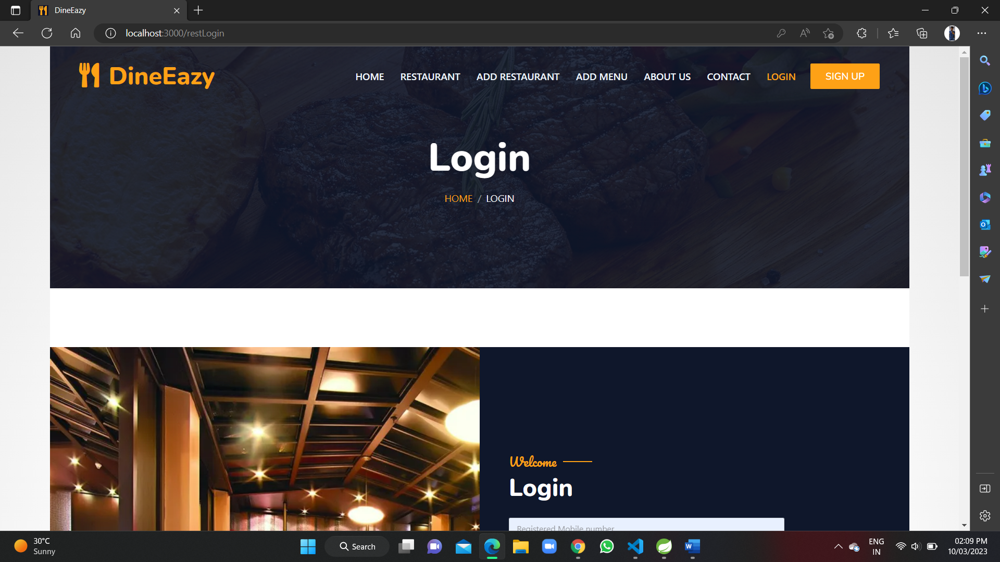 DineEazy
localhost:3000/restLogin
DineEazy
HOME RESTAURANT ADD RESTAURANT ADD MENU ABOUT US CONTACT LOGIN SIGN UP
Login
HOME / LOGIN
Welcome
Login
Registered Mobile number
30°C
Sunny
Search
ENG
IN
02:09 PM
10/03/2023